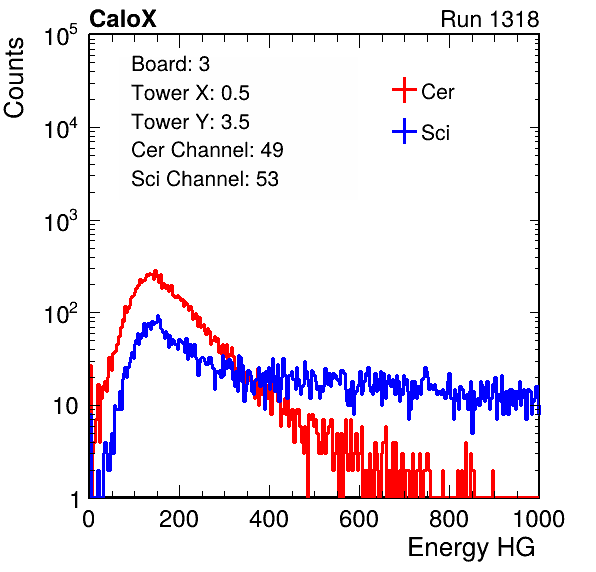 CaloX Run 1318
Counts
10^5
10^4
10^3
10^2
10
1
Board: 3
Tower X: 0.5
Tower Y: 3.5
Cer Channel: 49
Sci Channel: 53
Cer
Sci
0 200 400 600 800 1000
Energy HG